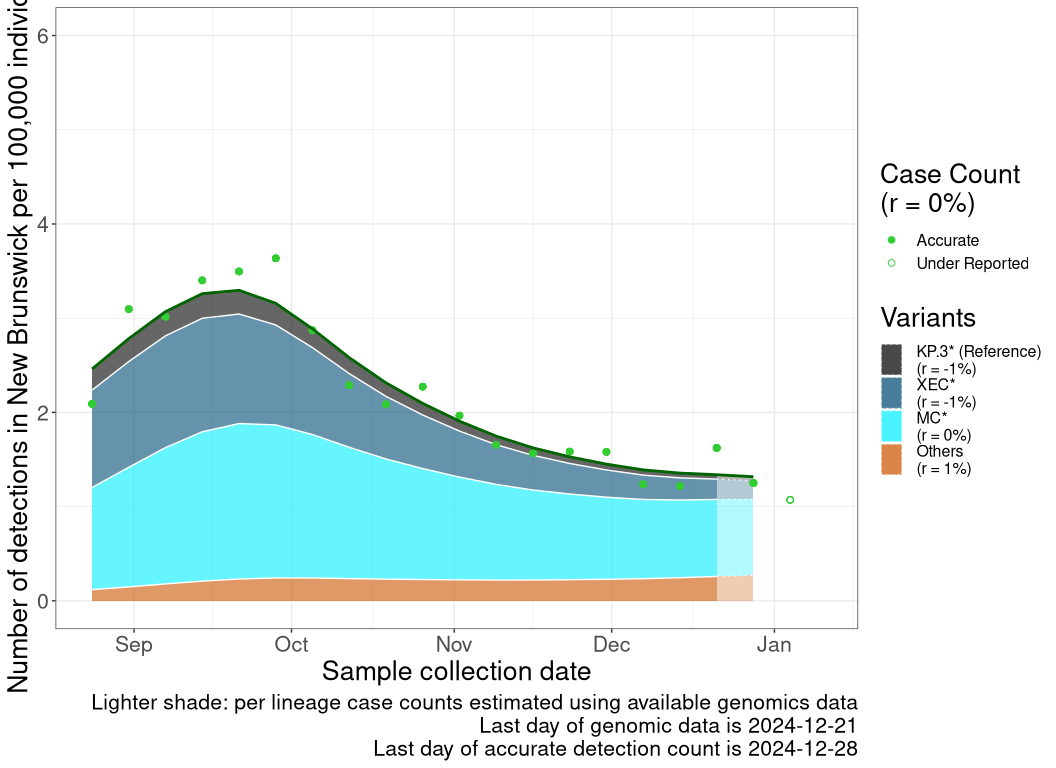 Number of detections in New Brunswick per 100,000
6
4
2
0
Sep Oct Nov Dec Jan
Sample collection date
Lighter shade: per lineage case counts estimated using available genomics data
Last day of genomic data is 2024-12-21
Last day of accurate detection count is 2024-12-28
Case Count
(r = 0%)
Accurate
Under Reported
Variants
KP.3* (Reference)
(r = -1%)
XEC*
(r = -1%)
MC*
(r = 0%)
Others
(r = 1%)